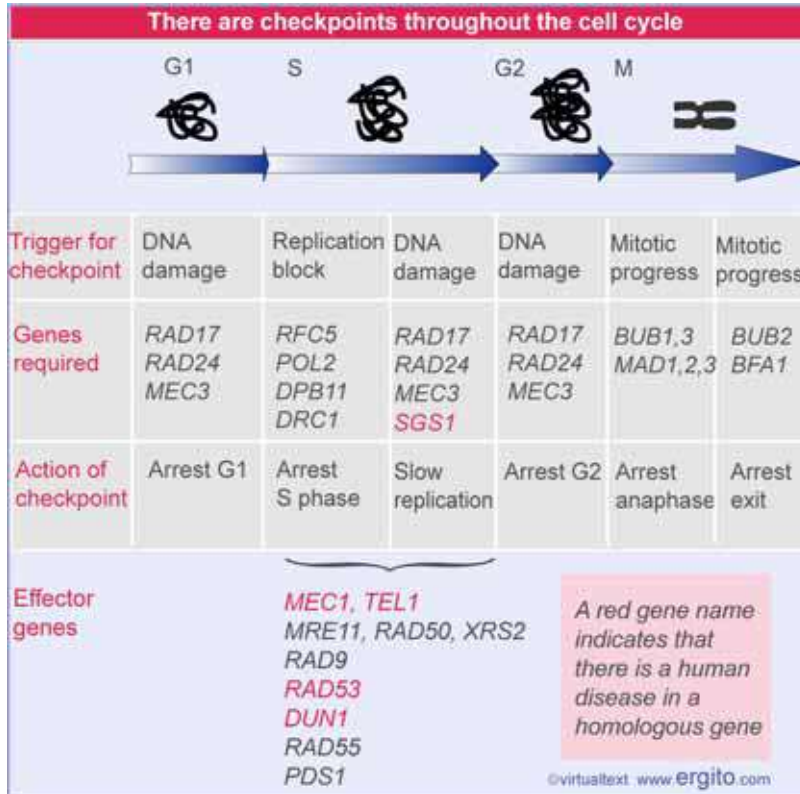 There are checkpoints throughout the cell cycle
G1 S G2 M
Trigger for checkpoint
DNA damage
Replication block
DNA damage
DNA damage
Mitotic progress
Mitotic progress
Genes required
RAD17
RAD24
MEC3
RFC5
POL2
DPB11
DRC1
RAD17
RAD24
MEC3
SGS1
RAD17
RAD24
MEC3
BUB1,3
MAD1,2,3
BUB2
BFA1
Action of checkpoint
Arrest G1
Arrest S phase
Slow replication
Arrest G2
Arrest anaphase
Arrest exit
Effector genes
MEC1, TEL1
MRE11, RAD50, XRS2
RAD9
RAD53
DUN1
RAD55
PDS1
A red gene name
indicates that
there is a human
disease in a
homologous gene
©virtualtext www.ergito.com